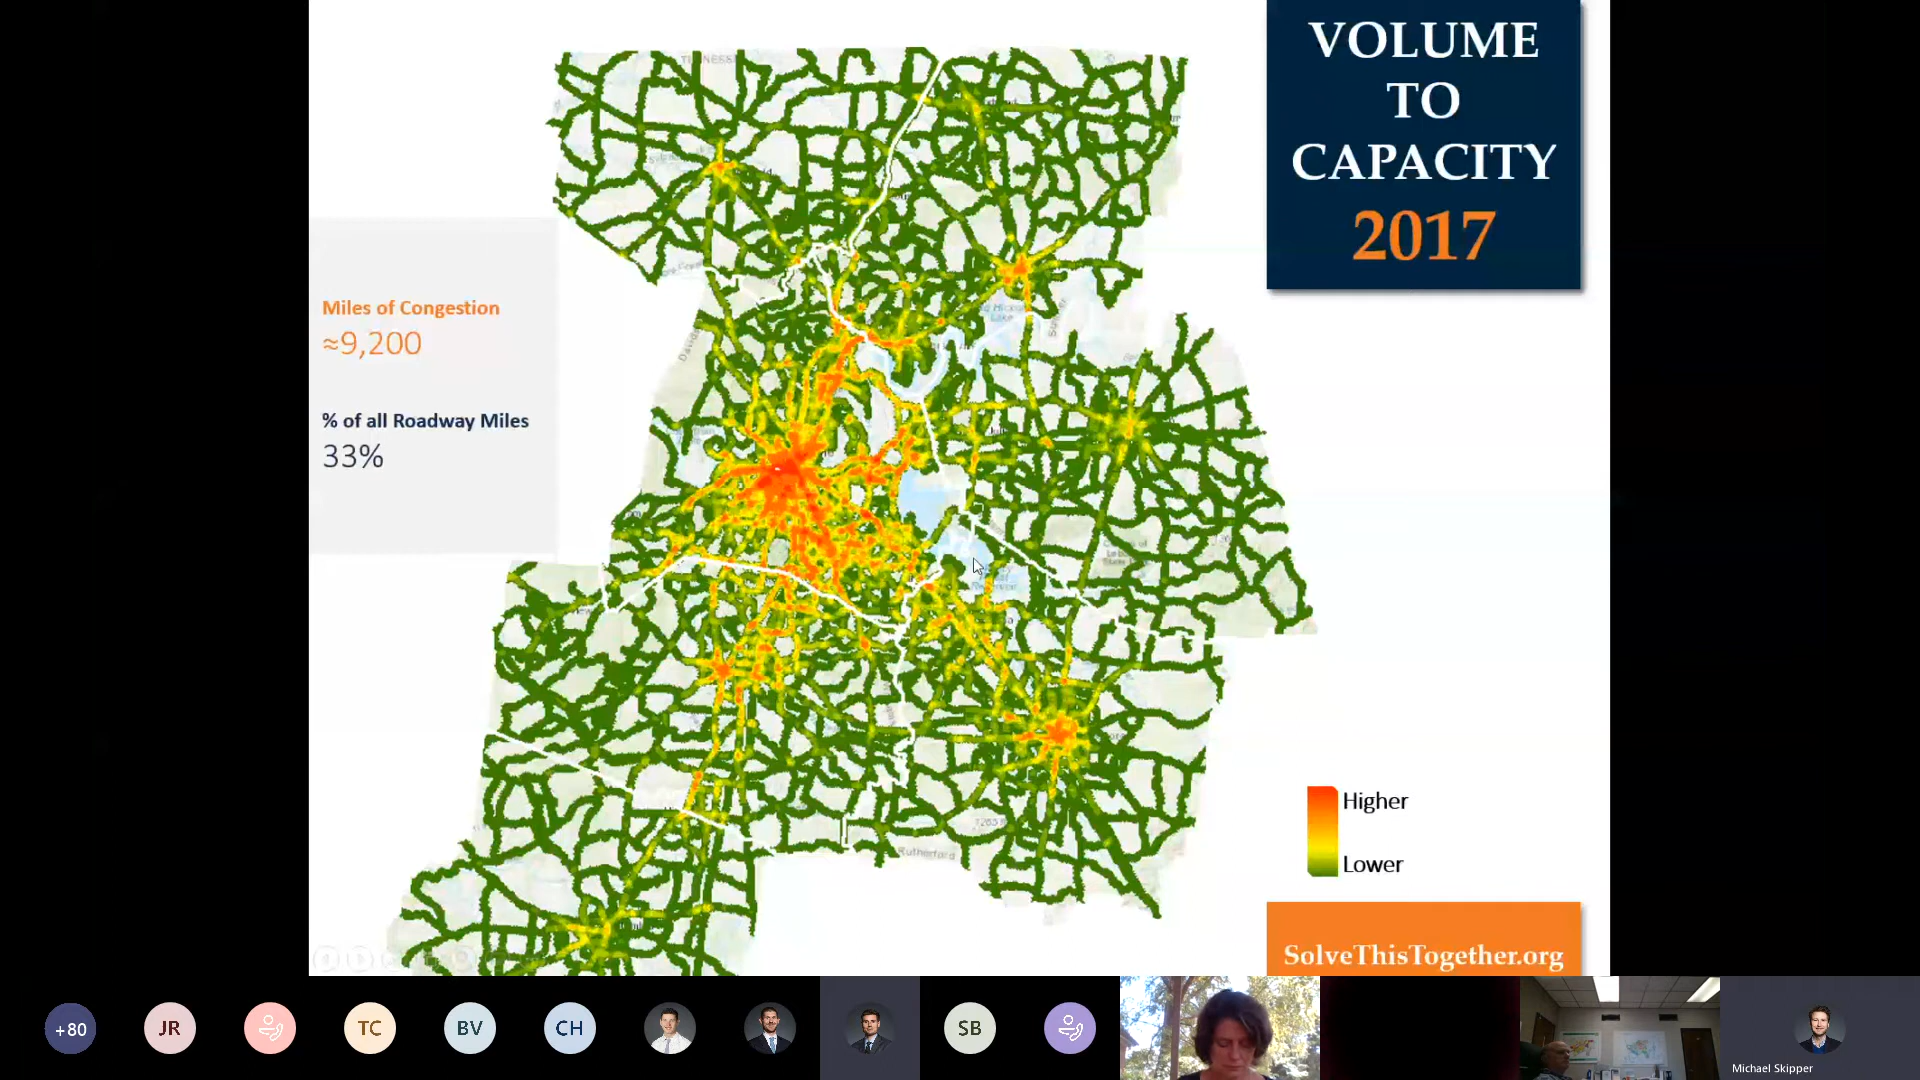 VOLUME
TO
CAPACITY
2017
Miles of Congestion
≈9,200
% of all Roadway Miles
33%
Rutherford
Higher
Lower
SolveThisTogether.org
+80
JR
TC
BV
CH
SB
Michael Skipper